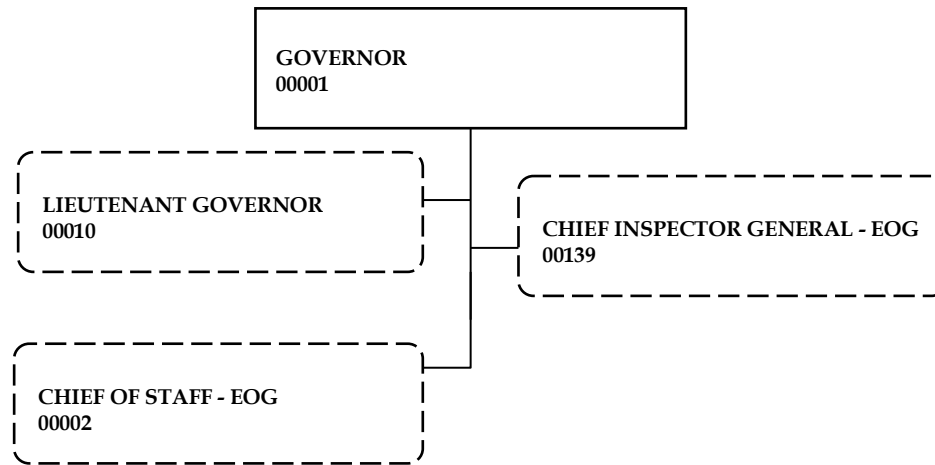 GOVERNOR
00001
LIEUTENANT GOVERNOR
00010
CHIEF INSPECTOR GENERAL - EOG
00139
CHIEF OF STAFF - EOG
00002